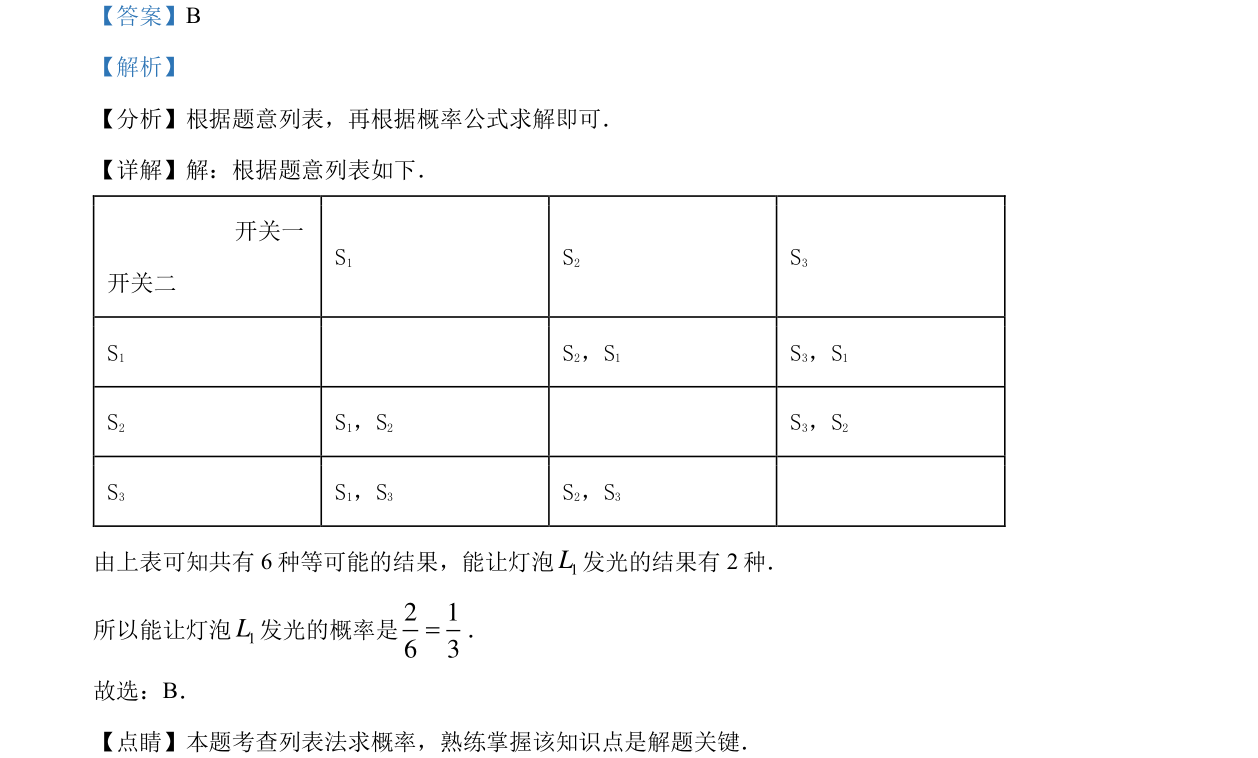 【答案】B
【解析】
【分析】根据题意列表，再根据概率公式求解即可．
【详解】解：根据题意列表如下．
开关一
开关二
S₁ S₂ S₃
S₁ S₂，S₁ S₃，S₁
S₂ S₁，S₂ S₃，S₂
S₃ S₁，S₃ S₂，S₃
由上表可知共有 6 种等可能的结果，能让灯泡 L₁ 发光的结果有 2 种．
所以能让灯泡 L₁ 发光的概率是 2/6 = 1/3．
故选：B．
【点睛】本题考查列表法求概率，熟练掌握该知识点是解题关键．